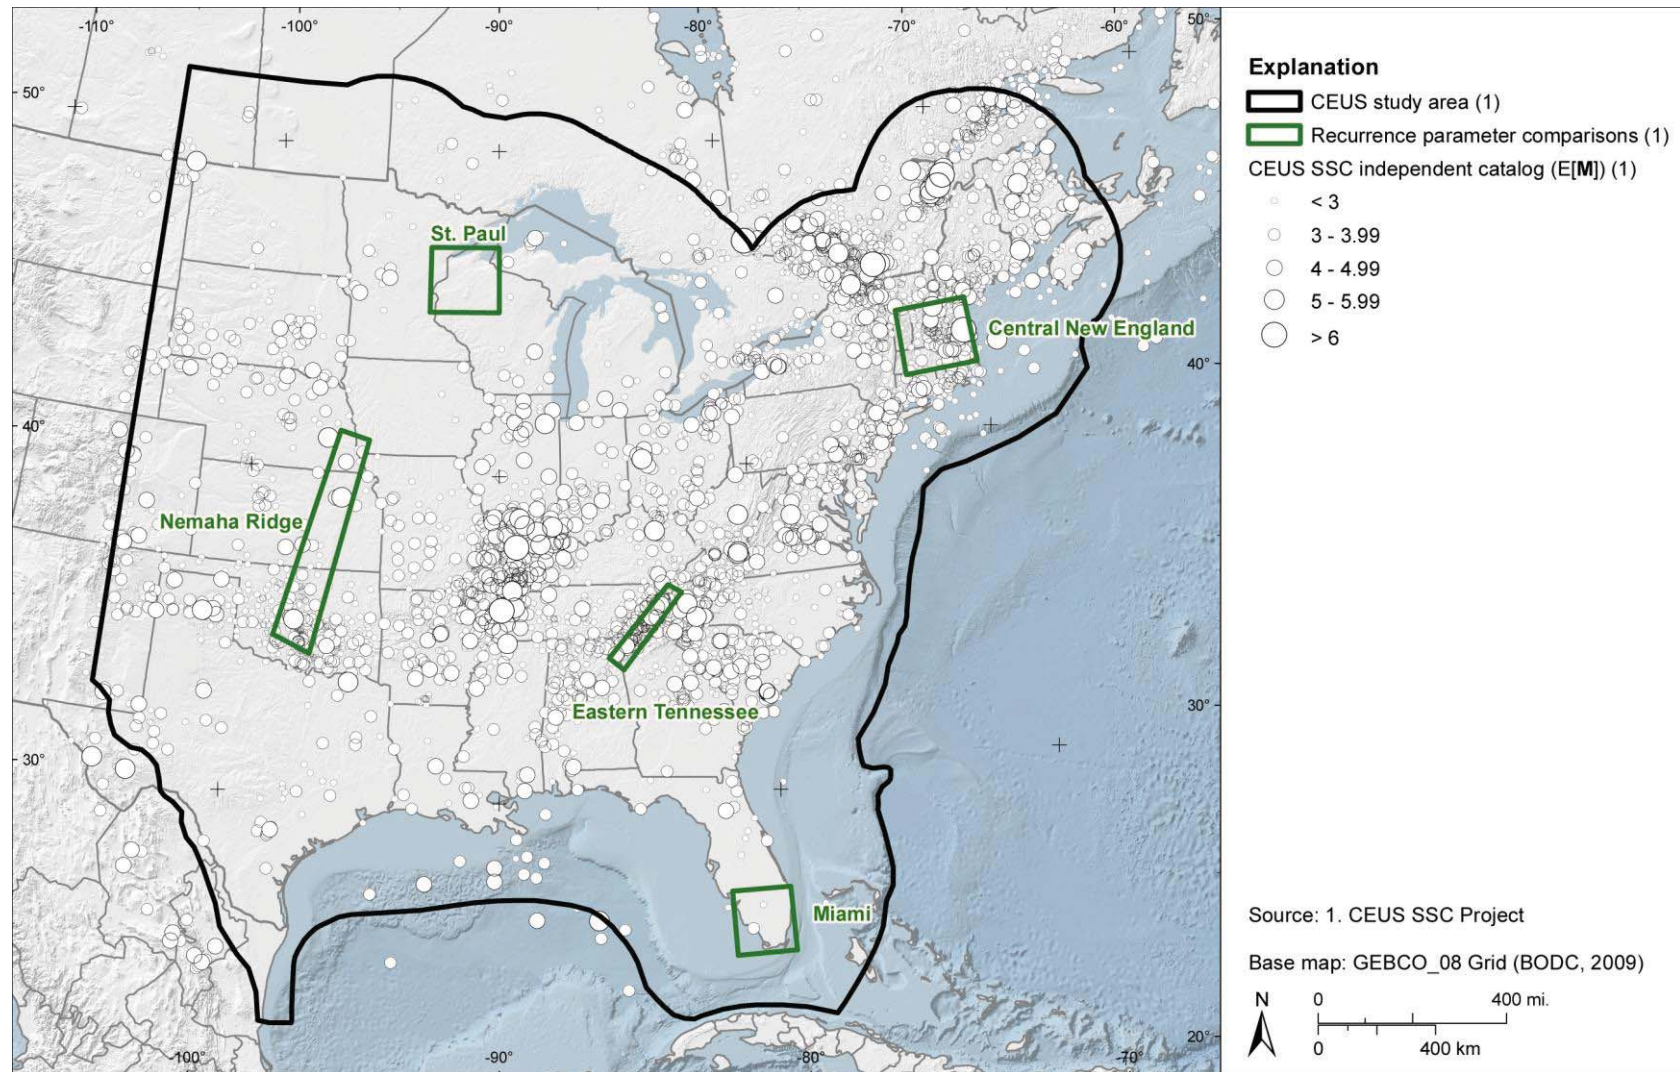 -110°
-100°
-90°
-80°
-70°
-60°
50°
50°
St. Paul
Central New England
40°
40°
Nemaha Ridge
Eastern Tennessee
30°
30°
Miami
20°
-100°
-90°
-80°
-70°
Explanation
CEUS study area (1)
Recurrence parameter comparisons (1)
CEUS SSC independent catalog (E[M]) (1)
< 3
3 - 3.99
4 - 4.99
5 - 5.99
> 6
Source: 1. CEUS SSC Project
Base map: GEBCO_08 Grid (BODC, 2009)
N
0 400 mi.
0 400 km